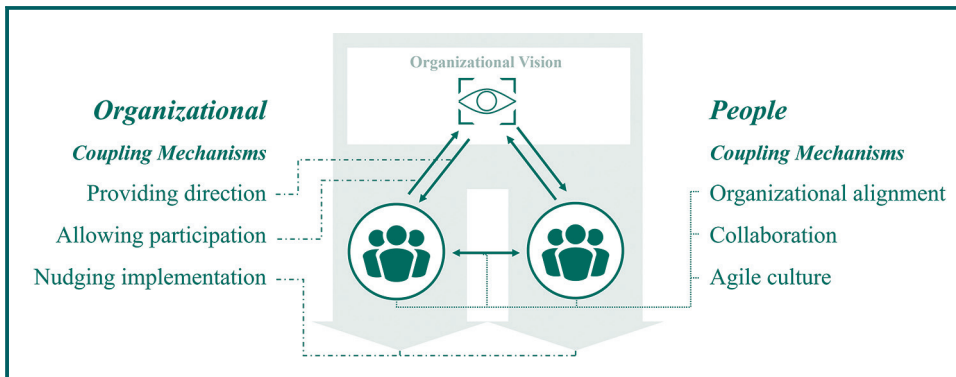 Organizational Vision
Organizational
Coupling Mechanisms
Providing direction
Allowing participation
Nudging implementation
People
Coupling Mechanisms
Organizational alignment
Collaboration
Agile culture